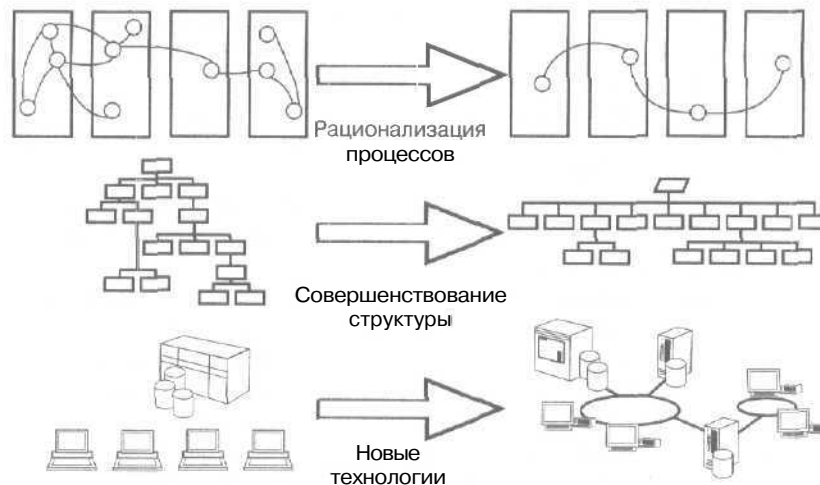 Рационализация
процессов
Совершенствование
структуры
Новые
технологии